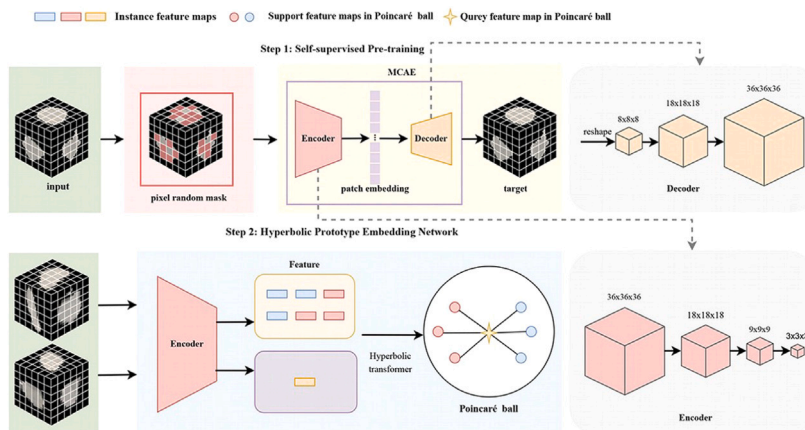 Instance feature maps
Support feature maps in Poincaré ball
Qurey feature map in Poincaré ball
Step 1: Self-supervised Pre-training
MCAE
input
pixel random mask
Encoder
patch embedding
Decoder
target
reshape
8x8x8
18x18x18
36x36x36
Decoder
Step 2: Hyperbolic Prototype Embedding Network
Encoder
Feature
Hyperbolic
transformer
Poincaré ball
36x36x36
18x18x18
9x9x9
3x3x
Encoder